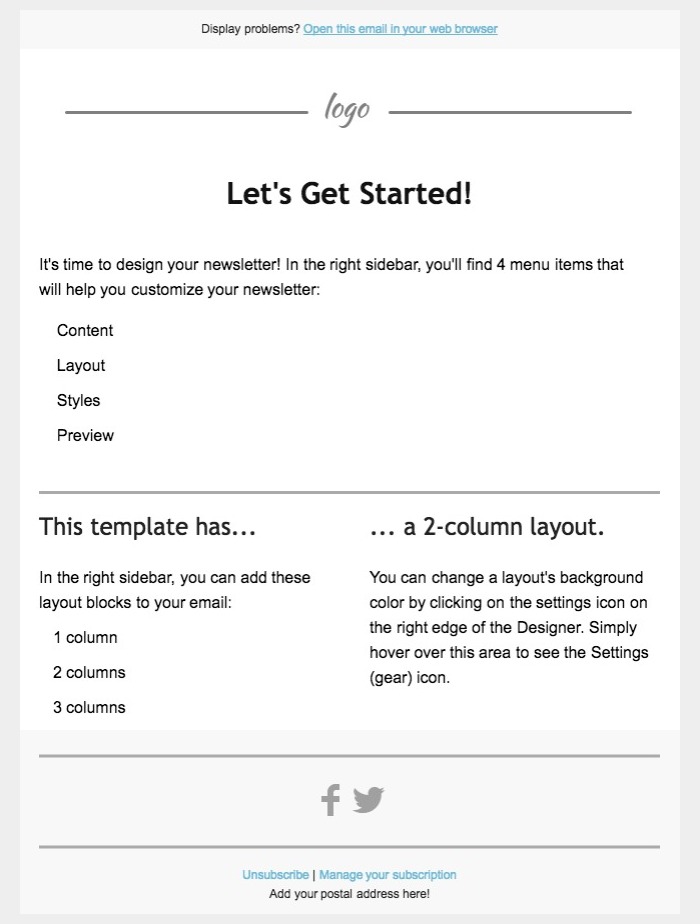 Display problems? Open this email in your web browser
logo
Let's Get Started!
It's time to design your newsletter! In the right sidebar, you'll find 4 menu items that
will help you customize your newsletter:
Content
Layout
Styles
Preview
This template has...
In the right sidebar, you can add these
layout blocks to your email:
1 column
2 columns
3 columns
... a 2-column layout.
You can change a layout's background
color by clicking on the settings icon on
the right edge of the Designer. Simply
hover over this area to see the Settings
(gear) icon.
Unsubscribe | Manage your subscription
Add your postal address here!